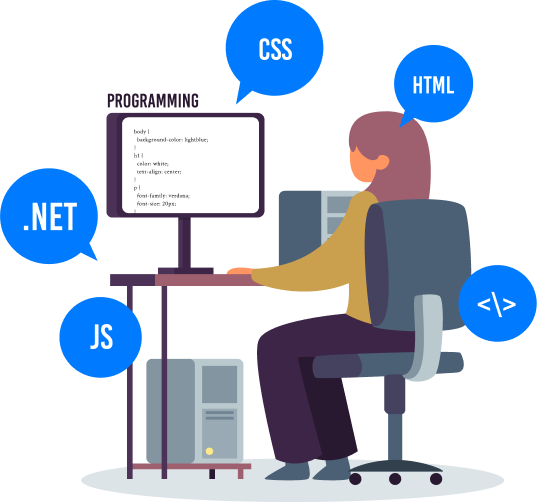 CSS
HTML
PROGRAMMING
body {
background-color: lightblue;
}
h1 {
color: white;
text-align: center;
}
p {
font-family: verdana;
font-size: 20px;
}
.NET
</>
JS